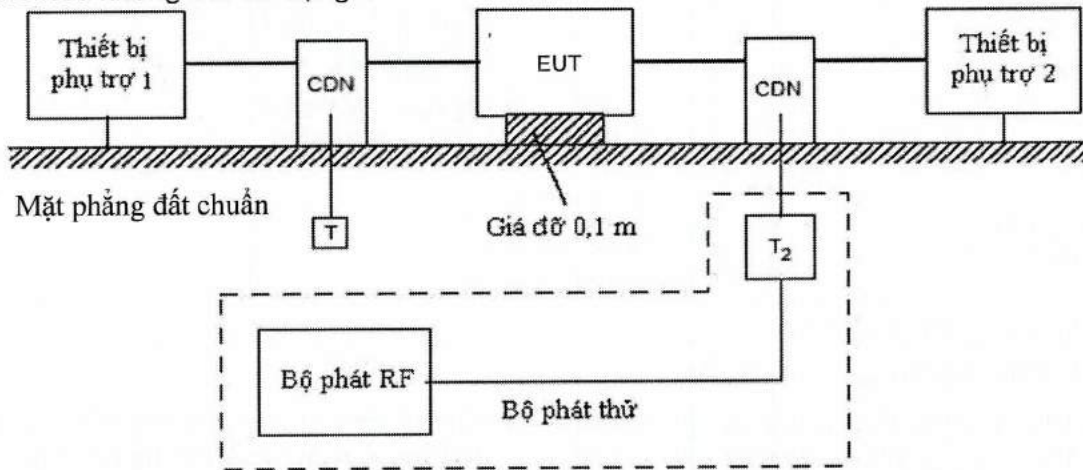 Thiết bị
phụ trợ 1
CDN
EUT
CDN
Thiết bị
phụ trợ 2
Mặt phẳng đất chuẩn
T
Giá đỡ 0,1 m
T₂
Bộ phát RF
Bộ phát thử